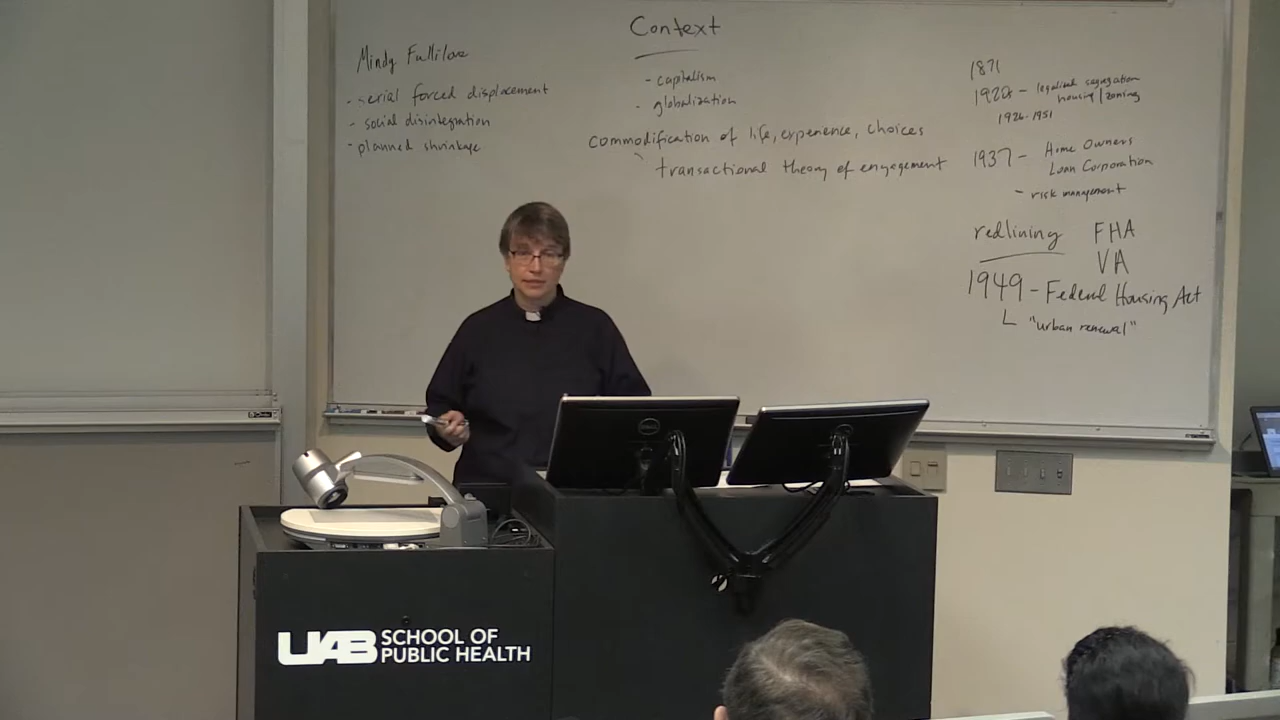 Mindy Fullilove
- serial forced displacement
- social disintegration
- planned shrinkage
Context
- capitalism
- globalization
commodification of life, experience, choices
transactional theory of engagement
1871
1920s - legalized segregation
housing/zoning
1926-1951
1937 - Home Owners
Loan Corporation
- risk management
redlining FHA
VA
1949 - Federal Housing Act
L "urban renewal"
DELL
UAB SCHOOL OF
PUBLIC HEALTH